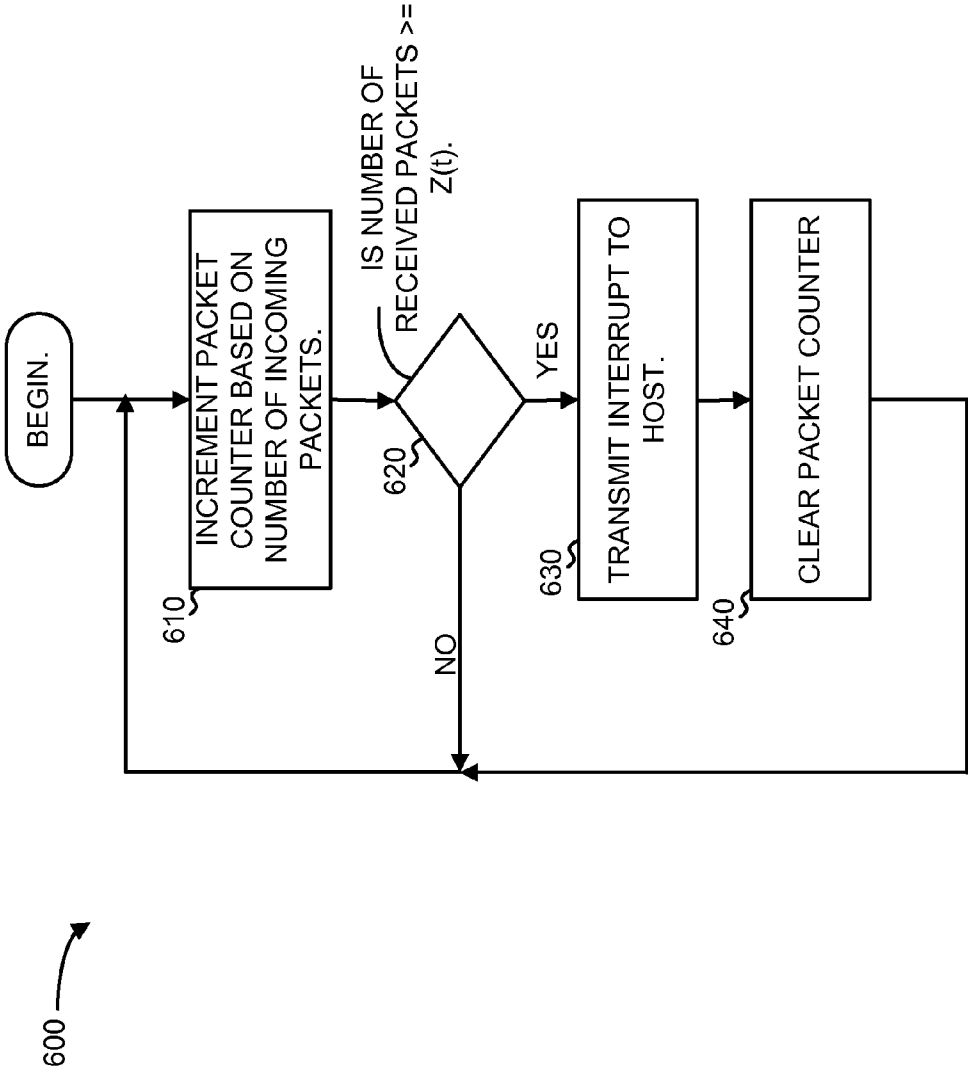 600
BEGIN.
610
INCREMENT PACKET
COUNTER BASED ON
NUMBER OF INCOMING
PACKETS.
620
IS NUMBER OF
RECEIVED PACKETS >=
Z(t).
NO
YES
630
TRANSMIT INTERRUPT TO
HOST.
640
CLEAR PACKET COUNTER